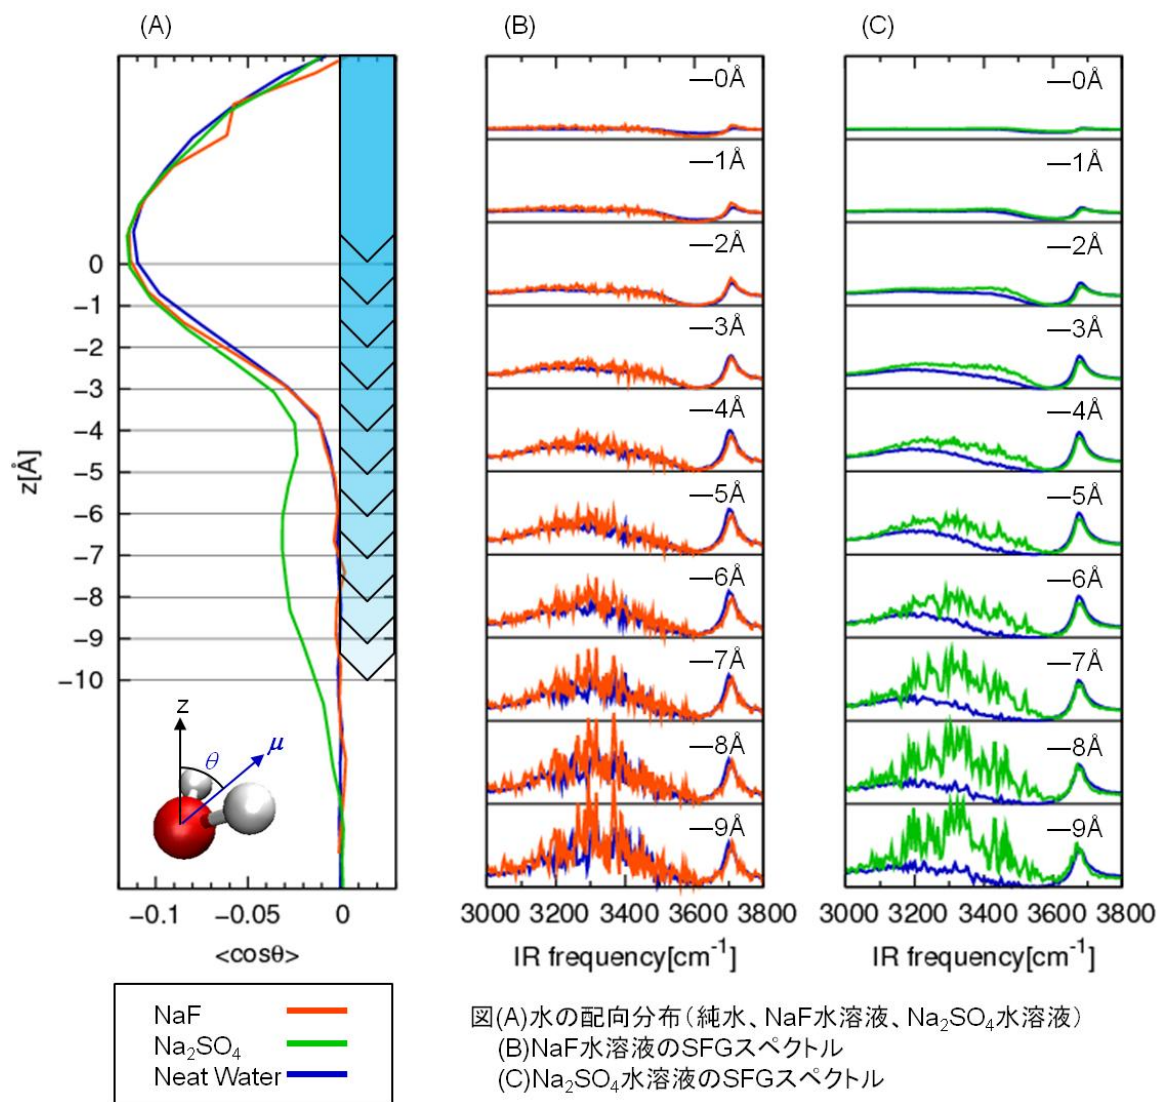 (A)
(B)
(C)
0
−1
−2
−3
−4
−5
−6
−7
−8
−9
−10
z[Å]
z
θ
μ
−0.1
−0.05
0
<cosθ>
—0Å
—1Å
—2Å
—3Å
—4Å
—5Å
—6Å
—7Å
—8Å
—9Å
3000 3200 3400 3600 3800
IR frequency[cm⁻¹]
—0Å
—1Å
—2Å
—3Å
—4Å
—5Å
—6Å
—7Å
—8Å
—9Å
3000 3200 3400 3600 3800
IR frequency[cm⁻¹]
NaF
Na₂SO₄
Neat Water
図(A)水の配向分布(純水、NaF水溶液、Na₂SO₄水溶液)
(B)NaF水溶液のSFGスペクトル
(C)Na₂SO₄水溶液のSFGスペクトル